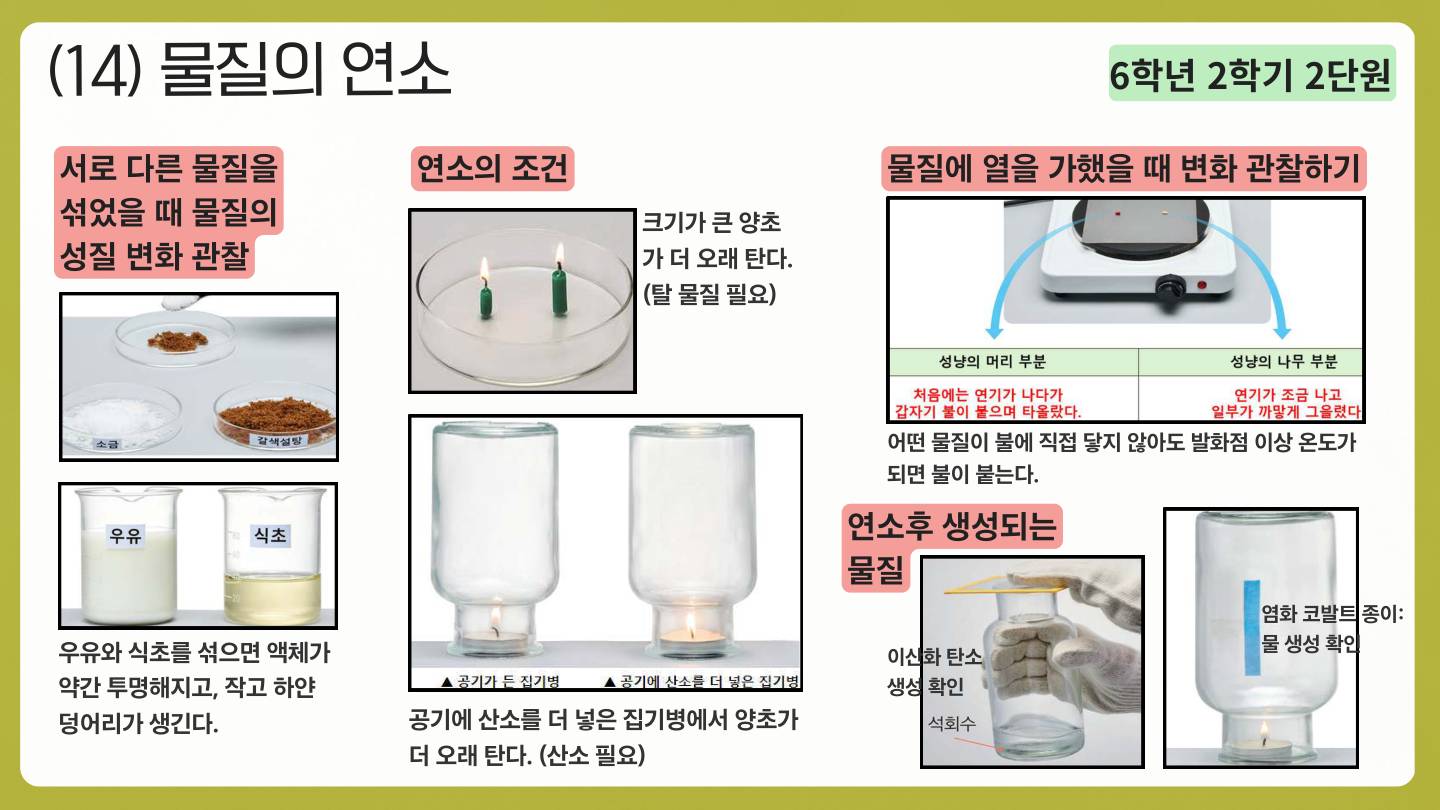 (14) 물질의 연소
6학년 2학기 2단원
서로 다른 물질을
섞었을 때 물질의
성질 변화 관찰
소금
갈색설탕
우유
식초
우유와 식초를 섞으면 액체가
약간 투명해지고, 작고 하얀
덩어리가 생긴다.
연소의 조건
크기가 큰 양초
가 더 오래 탄다.
(탈 물질 필요)
▲ 공기가 든 집기병
▲ 공기에 산소를 더 넣은 집기병
공기에 산소를 더 넣은 집기병에서 양초가
더 오래 탄다. (산소 필요)
물질에 열을 가했을 때 변화 관찰하기
성냥의 머리 부분
성냥의 나무 부분
처음에는 연기가 나다가
갑자기 불이 붙으며 타올랐다.
연기가 조금 나고
일부가 까맣게 그을렸다
어떤 물질이 불에 직접 닿지 않아도 발화점 이상 온도가
되면 불이 붙는다.
연소후 생성되는
물질
이산화 탄소
생성 확인
석회수
염화 코발트 종이:
물 생성 확인